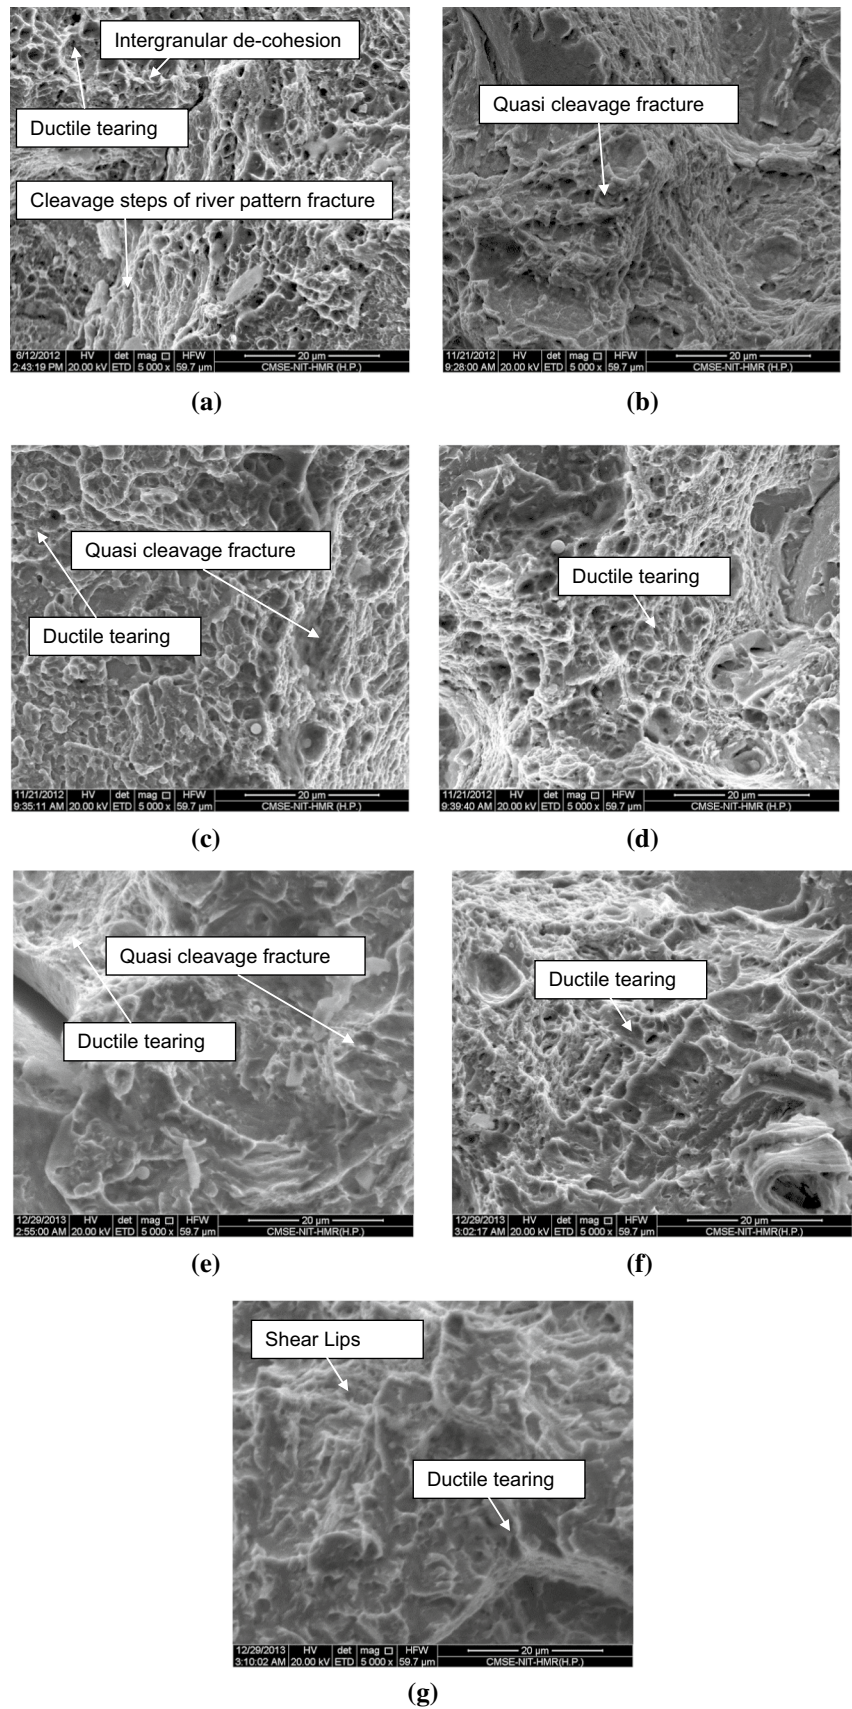 Intergranular de-cohesion
Ductile tearing
Cleavage steps of river pattern fracture
6/12/2012 HV det mag HFW 20 µm
2:43:19 PM 20.00 kV ETD 5 000 x 59.7 µm CMSE-NIT-HMR (H.P.)
(a)
Quasi cleavage fracture
11/21/2012 HV det mag HFW 20 µm
9:28:00 AM 20.00 kV ETD 5 000 x 59.7 µm CMSE-NIT-HMR (H.P.)
(b)
Quasi cleavage fracture
Ductile tearing
11/21/2012 HV det mag HFW 20 µm
9:35:11 AM 20.00 kV ETD 5 000 x 59.7 µm CMSE-NIT-HMR (H.P.)
(c)
Ductile tearing
11/21/2012 HV det mag HFW 20 µm
9:39:40 AM 20.00 kV ETD 5 000 x 59.7 µm CMSE-NIT-HMR (H.P.)
(d)
Quasi cleavage fracture
Ductile tearing
12/29/2013 HV det mag HFW 20 µm
2:55:00 AM 20.00 kV ETD 5 000 x 59.7 µm CMSE-NIT-HMR(H.P.)
(e)
Ductile tearing
12/29/2013 HV det mag HFW 20 µm
3:02:17 AM 20.00 kV ETD 5 000 x 59.7 µm CMSE-NIT-HMR(H.P.)
(f)
Shear Lips
Ductile tearing
12/29/2013 HV det mag HFW 20 µm
3:10:02 AM 20.00 kV ETD 5 000 x 59.7 µm CMSE-NIT-HMR(H.P.)
(g)